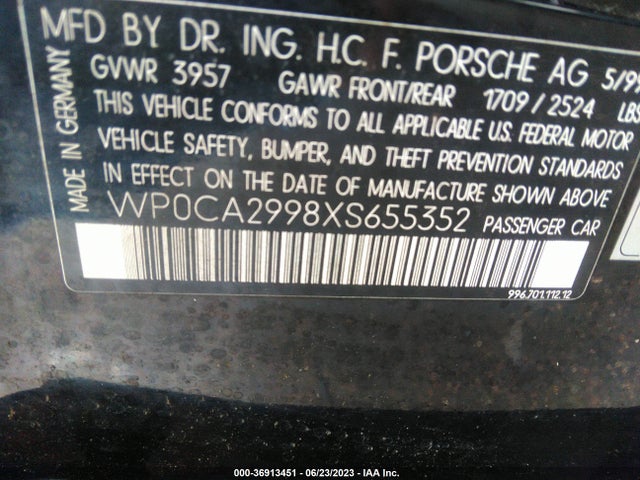 MFD BY DR. ING. H.C. F. PORSCHE AG 5/99
MADE IN GERMANY
GVWR 3957 GAWR FRONT/REAR 1709 / 2524 LBS
THIS VEHICLE CONFORMS TO ALL APPLICABLE U.S. FEDERAL MOTOR
VEHICLE SAFETY, BUMPER, AND THEFT PREVENTION STANDARDS
IN EFFECT ON THE DATE OF MANUFACTURE SHOWN ABOVE
WP0CA2998XS655352 PASSENGER CAR
996.701.112.12
000-36913451 - 06/23/2023 - IAA Inc.